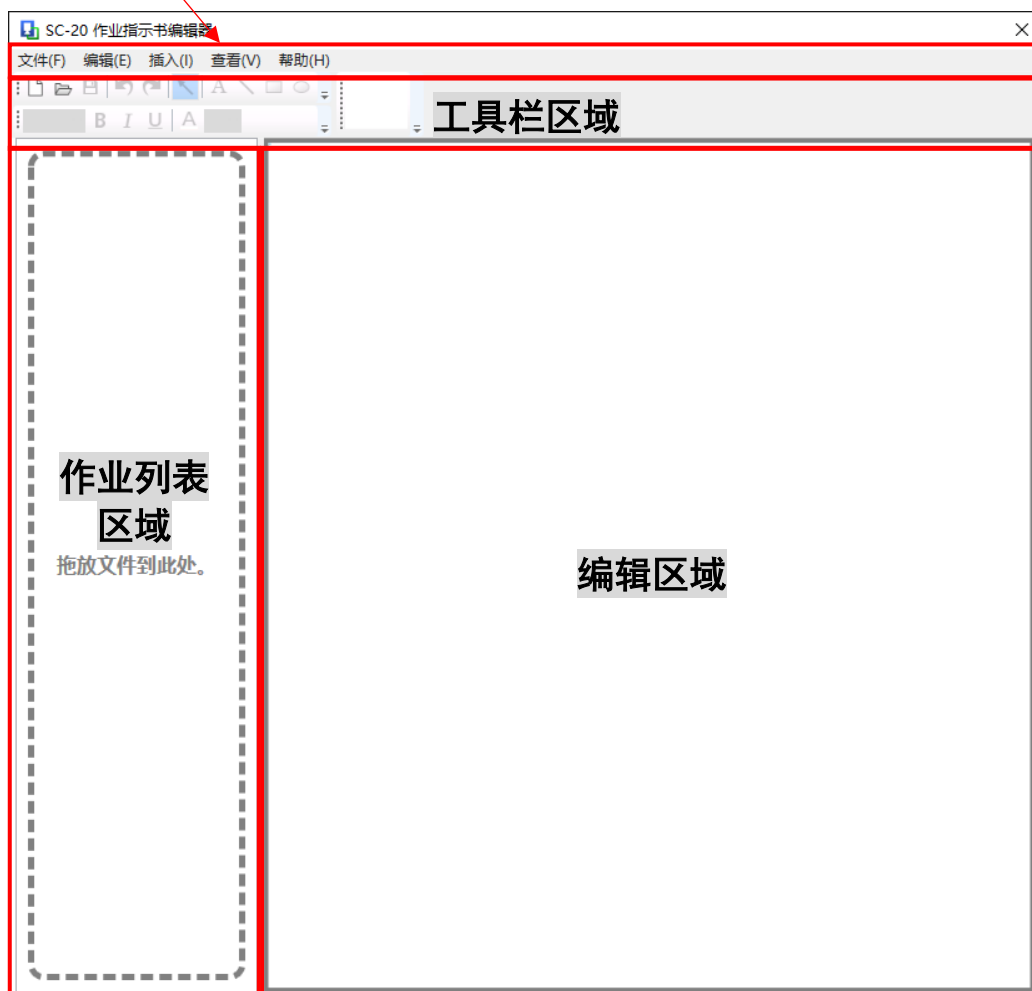 SC-20 作业指示书编辑器
文件(F) 编辑(E) 插入(I) 查看(V) 帮助(H)
A
工具栏区域
B I U A
作业列表
区域
拖放文件到此处。
编辑区域